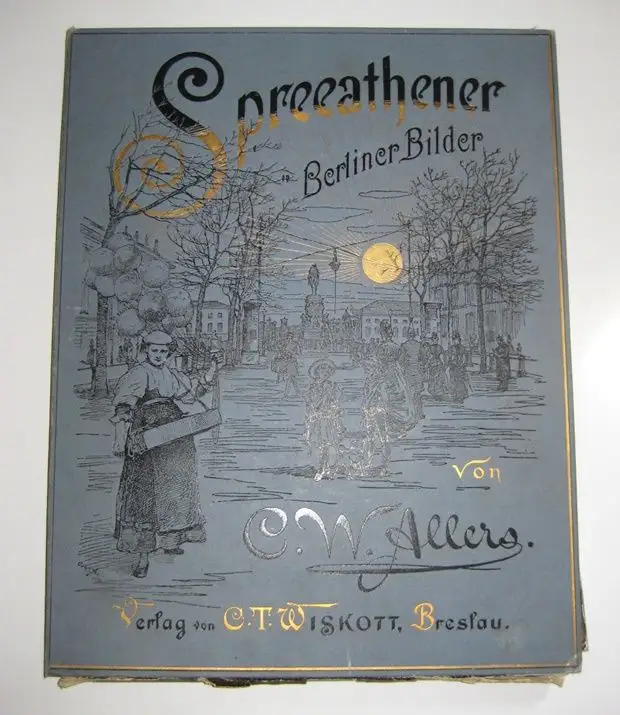 Spreeathener
Berliner Bilder
von
C.W. Allers.
Verlag von C.T. Wiskott, Breslau.